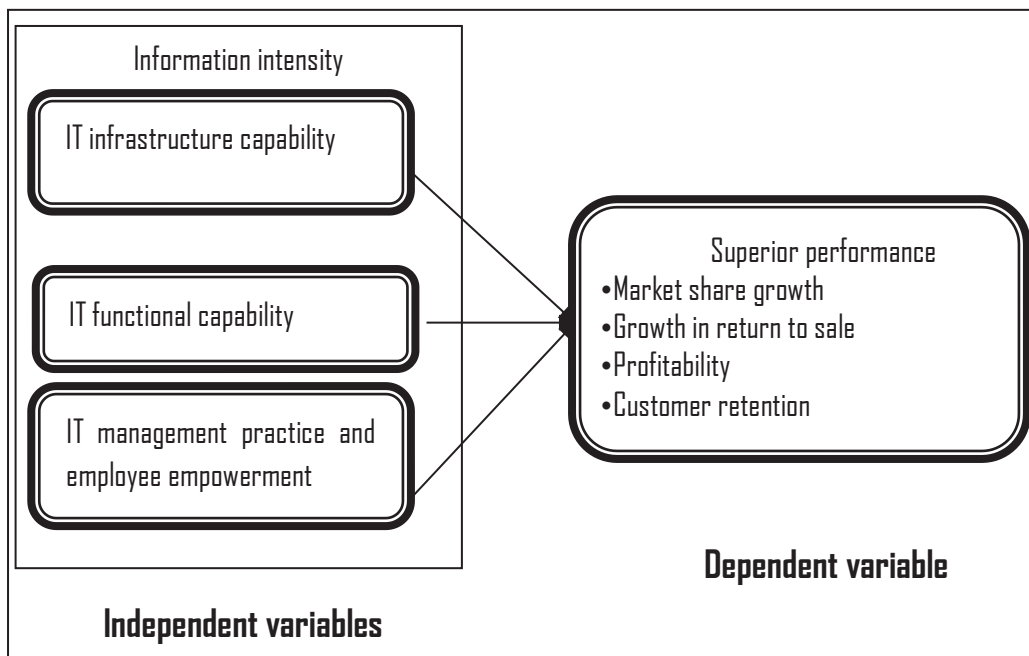 Information intensity
IT infrastructure capability
IT functional capability
IT management practice and
employee empowerment
Independent variables
Superior performance
•Market share growth
•Growth in return to sale
•Profitability
•Customer retention
Dependent variable